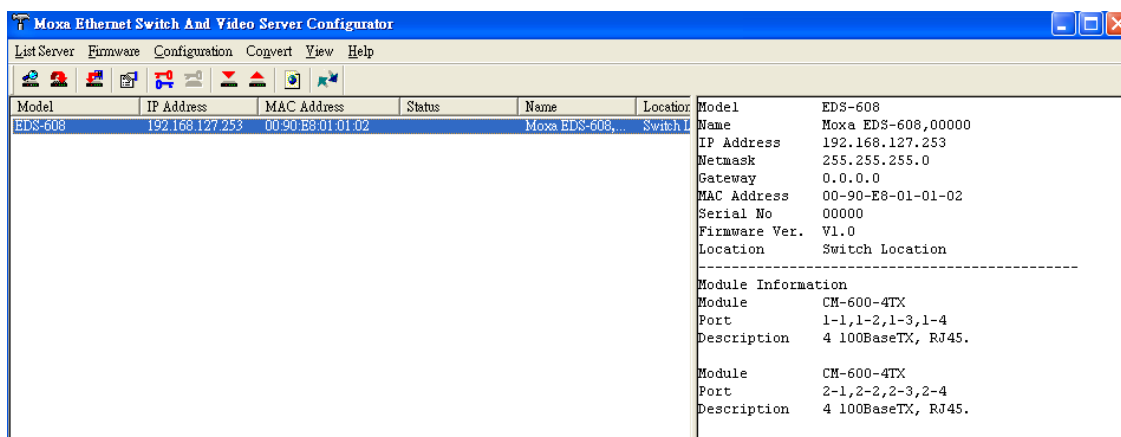 Moxa Ethernet Switch And Video Server Configurator
List Server Firmware Configuration Convert View Help
Model IP Address MAC Address Status Name Location
EDS-608 192.168.127.253 00:90:E8:01:01:02 Moxa EDS-608,... Switch L
Model EDS-608
Name Moxa EDS-608,00000
IP Address 192.168.127.253
Netmask 255.255.255.0
Gateway 0.0.0.0
MAC Address 00-90-E8-01-01-02
Serial No 00000
Firmware Ver. V1.0
Location Switch Location
----------------------------------------------
Module Information
Module CM-600-4TX
Port 1-1,1-2,1-3,1-4
Description 4 100BaseTX, RJ45.
Module CM-600-4TX
Port 2-1,2-2,2-3,2-4
Description 4 100BaseTX, RJ45.